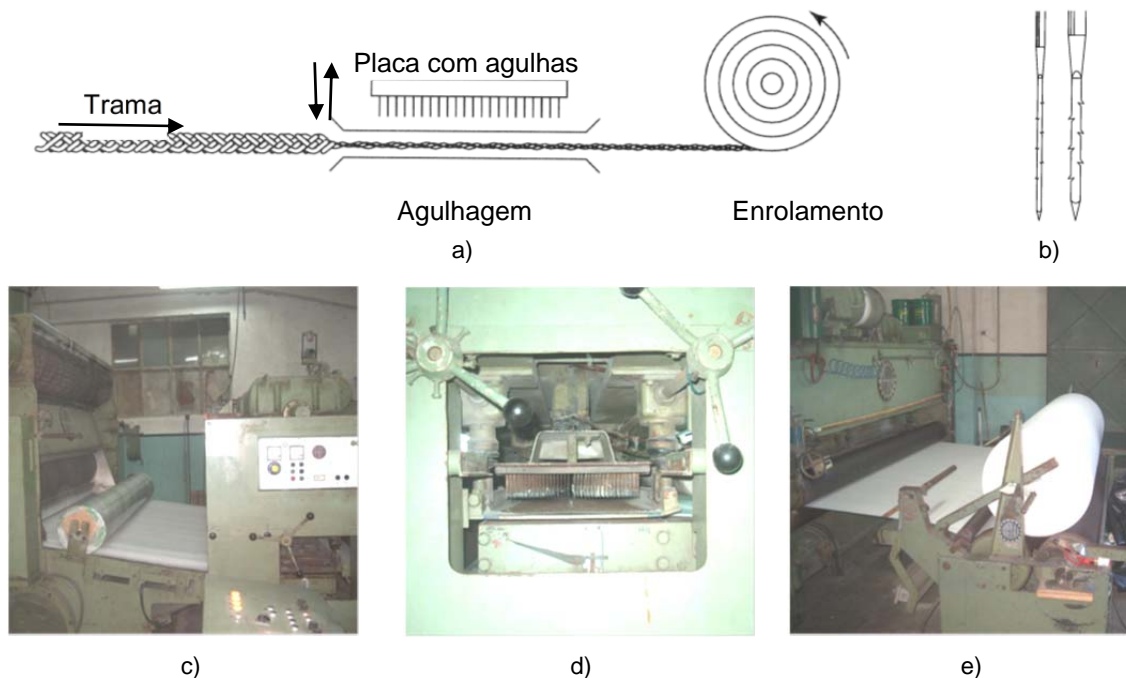 Placa com agulhas
Trama
Agulhagem
Enrolamento
a)
b)
c)
d)
e)